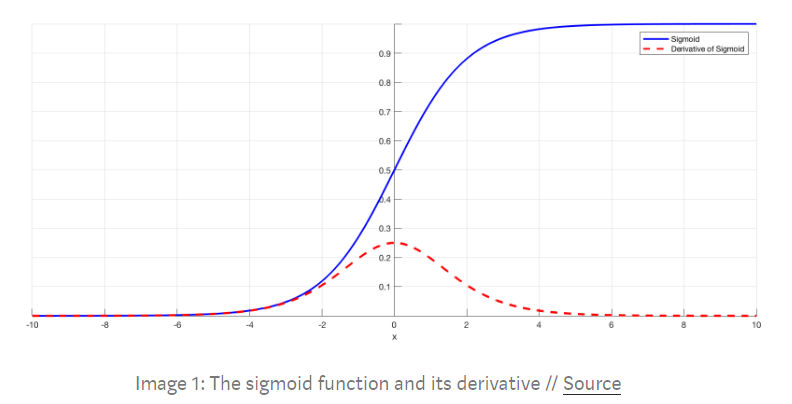 Sigmoid
Derivative of Sigmoid
0.9
0.8
0.7
0.6
0.5
0.4
0.3
0.2
0.1
-10 -8 -6 -4 -2 0 2 4 6 8 10
x
Image 1: The sigmoid function and its derivative // Source